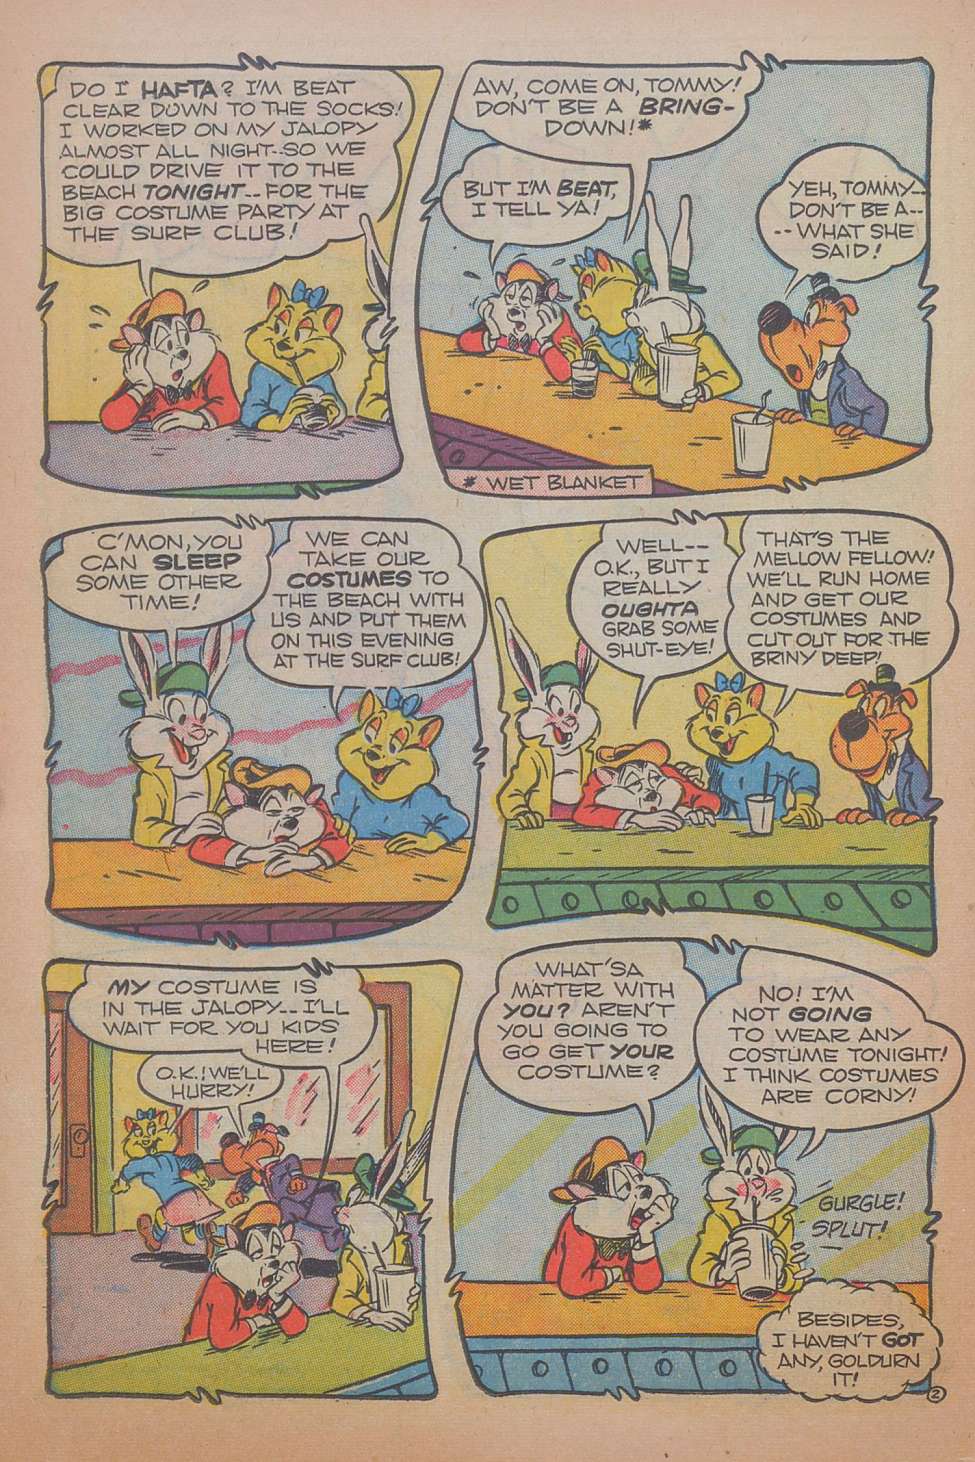 DO I HAFTA? I'M BEAT
CLEAR DOWN TO THE SOCKS!
I WORKED ON MY JALOPY
ALMOST ALL NIGHT--SO WE
COULD DRIVE IT TO THE
BEACH TONIGHT-- FOR THE
BIG COSTUME PARTY AT
THE SURF CLUB!
AW, COME ON, TOMMY!
DON'T BE A BRING-
DOWN!*
BUT I'M BEAT,
I TELL YA!
YEH, TOMMY--
DON'T BE A--
-- WHAT SHE
SAID!
* WET BLANKET
C'MON, YOU
CAN SLEEP
SOME OTHER
TIME!
WE CAN
TAKE OUR
COSTUMES TO
THE BEACH WITH
US AND PUT THEM
ON THIS EVENING
AT THE SURF CLUB!
WELL--
O.K., BUT I
REALLY
OUGHTA
GRAB SOME
SHUT-EYE!
THAT'S THE
MELLOW FELLOW!
WE'LL RUN HOME
AND GET OUR
COSTUMES AND
CUT OUT FOR THE
BRINY DEEP!
MY COSTUME IS
IN THE JALOPY-- I'LL
WAIT FOR YOU KIDS
HERE!
O.K.! WE'LL
HURRY!
WHAT'SA
MATTER WITH
YOU? AREN'T
YOU GOING TO
GO GET YOUR
COSTUME?
NO! I'M
NOT GOING
TO WEAR ANY
COSTUME TONIGHT!
I THINK COSTUMES
ARE CORNY!
GURGLE!
SPLUT!
BESIDES,
I HAVEN'T GOT
ANY, GOLDURN
IT!
2